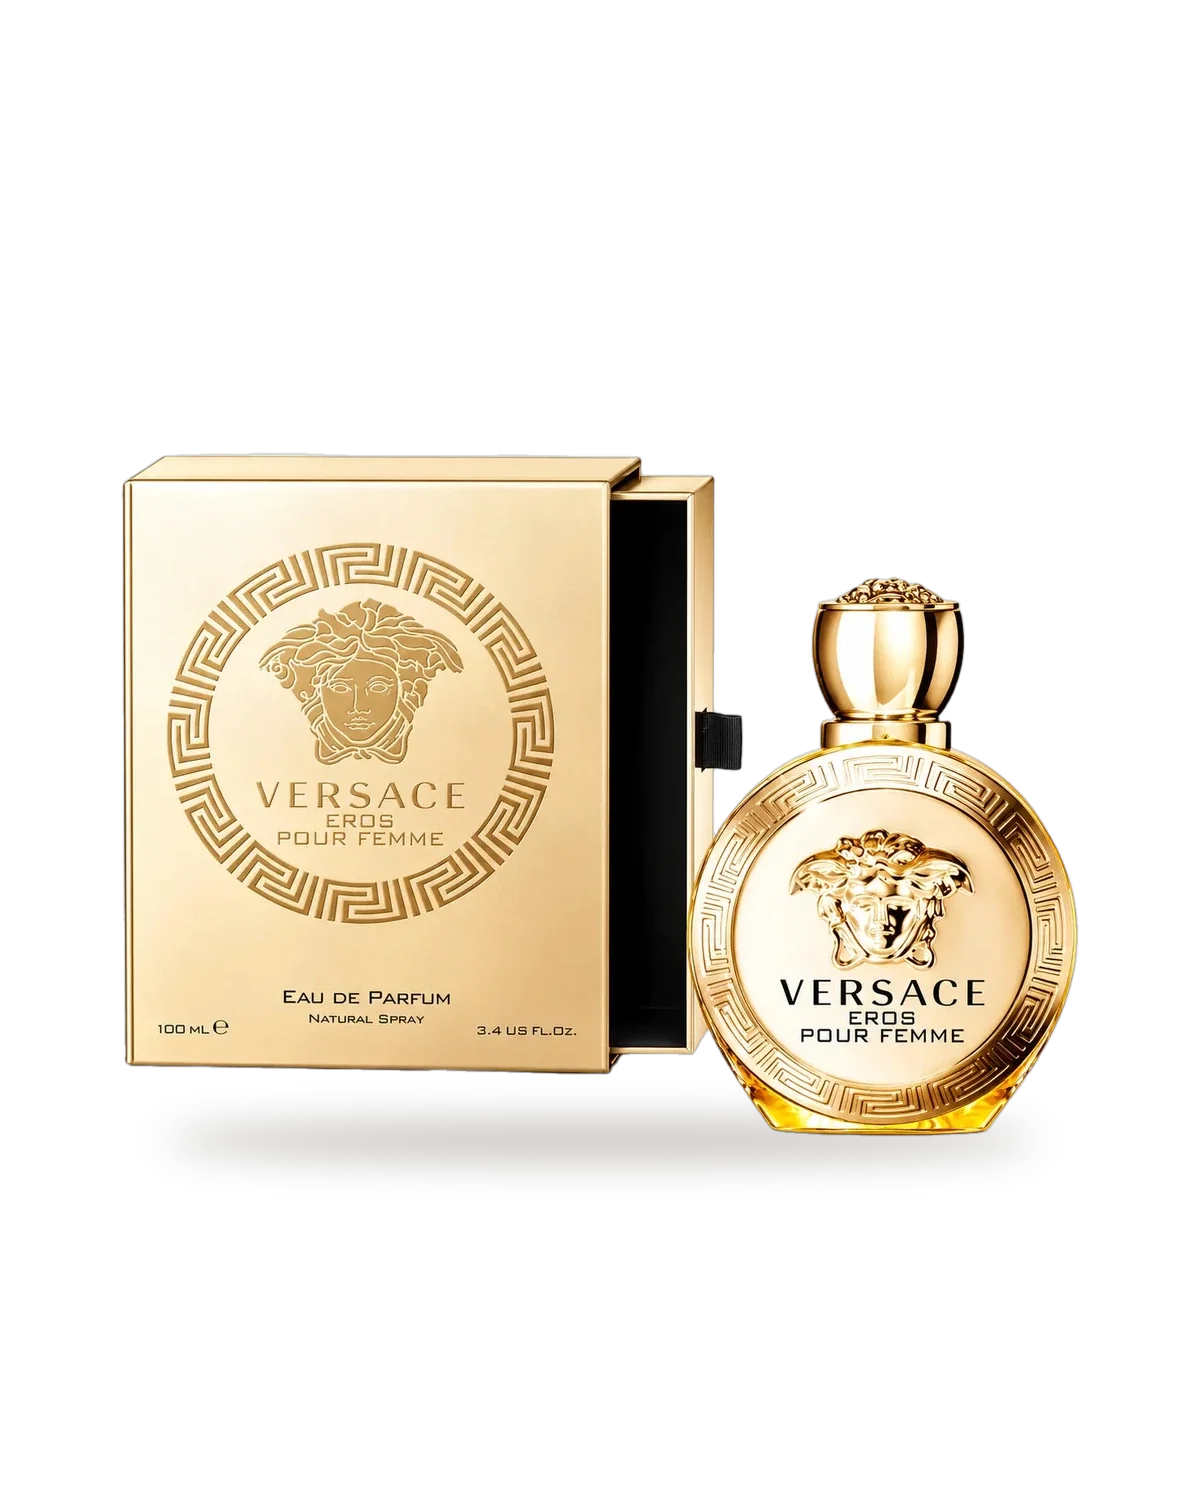 VERSACE
EROS
POUR FEMME
EAU DE PARFUM
NATURAL SPRAY
100 ML e
3.4 US FL.OZ.
VERSACE
EROS
POUR FEMME